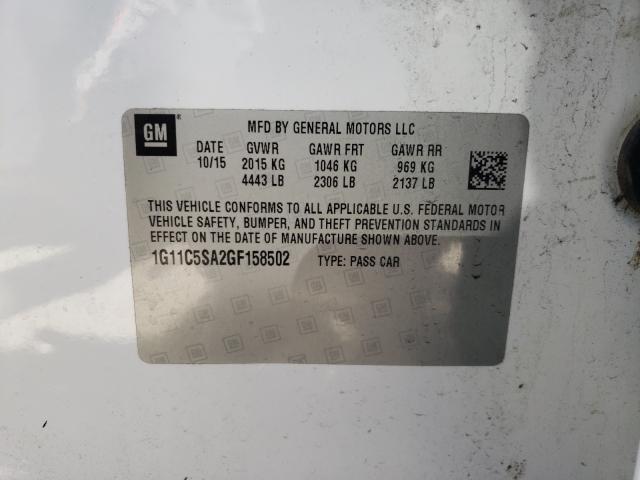 GM ®
MFD BY GENERAL MOTORS LLC
DATE GVWR GAWR FRT GAWR RR
10/15 2015 KG 1046 KG 969 KG
4443 LB 2306 LB 2137 LB
THIS VEHICLE CONFORMS TO ALL APPLICABLE U.S. FEDERAL MOTOR
VEHICLE SAFETY, BUMPER, AND THEFT PREVENTION STANDARDS IN
EFFECT ON THE DATE OF MANUFACTURE SHOWN ABOVE.
1G11C5SA2GF158502 TYPE: PASS CAR